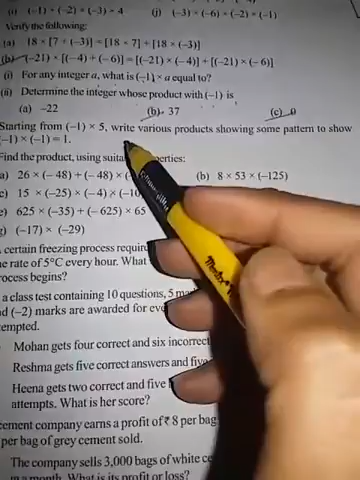 (i) (−1) ÷ (−2) × (−3) × 4
(j) (−3) × (−6) × (−2) × (−1)
Verify the following:
(a) 18 × [7 + (−3)] = [18 × 7] + [18 × (−3)]
(b) (−21) × [(−4) + (−6)] = [(−21) × (−4)] + [(−21) × (−6)]
(i) For any integer a, what is (−1) × a equal to?
(ii) Determine the integer whose product with (−1) is
(a) −22 (b) 37 (c) 0
Starting from (−1) × 5, write various products showing some pattern to show
(−1) × (−1) = 1.
Find the product, using
a) 26 × (−48) + (−48) × (b) 8 × 53 × (−125)
c) 15 × (−25) × (−4) × (−10
e) 625 × (−35) + (−625) × 65
g) (−17) × (−29)
certain freezing process
rate of 5°C every hour. What
process begins?
a class test containing 10 questions, 5
(−2) marks are awarded for
Mohan gets four correct and six incorrect
Reshma gets five correct answers and five
Heena gets two correct and five
attempts. What is her score?
cement company earns a profit of ₹ 8 per bag
per bag of grey cement sold.
The company sells 3,000 bags of white
a month. What is its profit or loss?